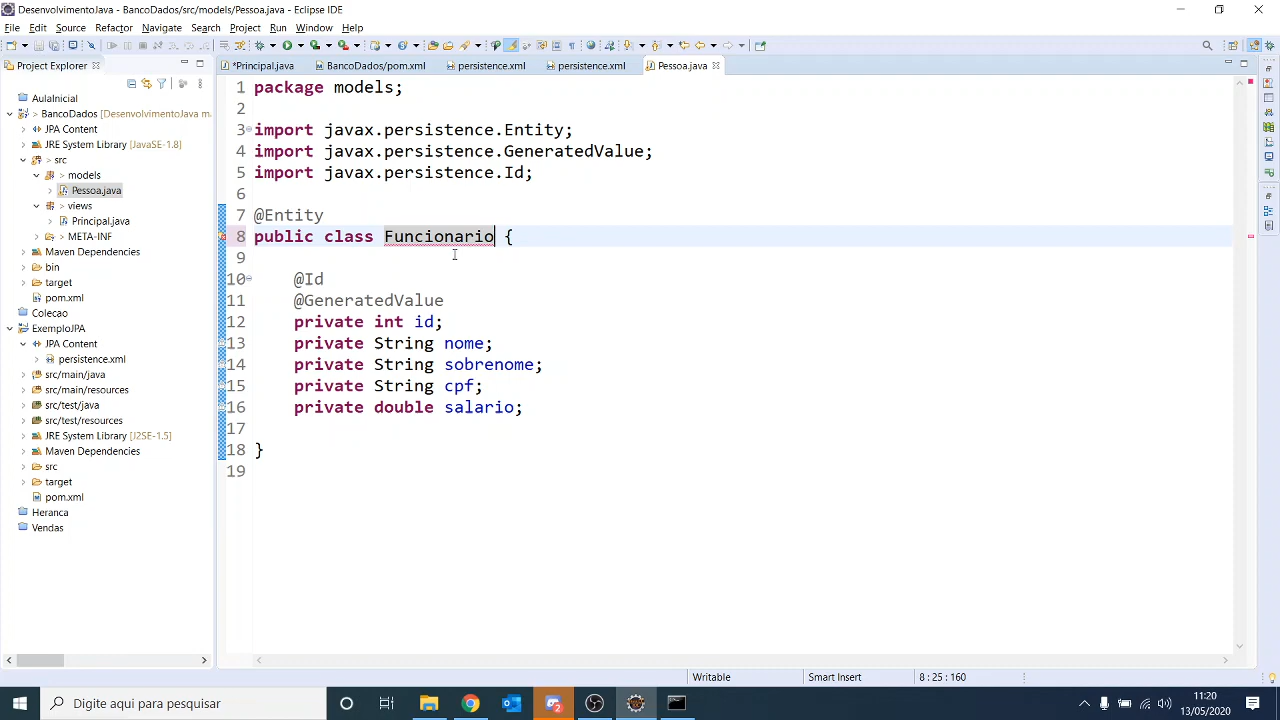 DesenvolvimentoJava - BancoDados/src/models/Pessoa.java - Eclipse IDE
File Edit Source Refactor Navigate Search Project Run Window Help
Project Explorer
*Principal.java BancoDados/pom.xml persistence.xml persistence.xml Pessoa.java
AulaInicial
> BancoDados [DesenvolvimentoJava m
JPA Content
JRE System Library [JavaSE-1.8]
> src
> models
Pessoa.java
> views
Principal.java
> META-INF
Maven Dependencies
bin
target
pom.xml
Colecao
ExemploJPA
JPA Content
persistence.xml
src/main/java
src/main/resources
src/test/java
src/test/resources
JRE System Library [J2SE-1.5]
Maven Dependencies
src
target
pom.xml
Heranca
Vendas
1 package models;
2
3 import javax.persistence.Entity;
4 import javax.persistence.GeneratedValue;
5 import javax.persistence.Id;
6
7 @Entity
8 public class Funcionario {
9
10 @Id
11 @GeneratedValue
12 private int id;
13 private String nome;
14 private String sobrenome;
15 private String cpf;
16 private double salario;
17
18 }
19
Writable Smart Insert 8 : 25 : 160
Digite aqui para pesquisar
11:20
13/05/2020